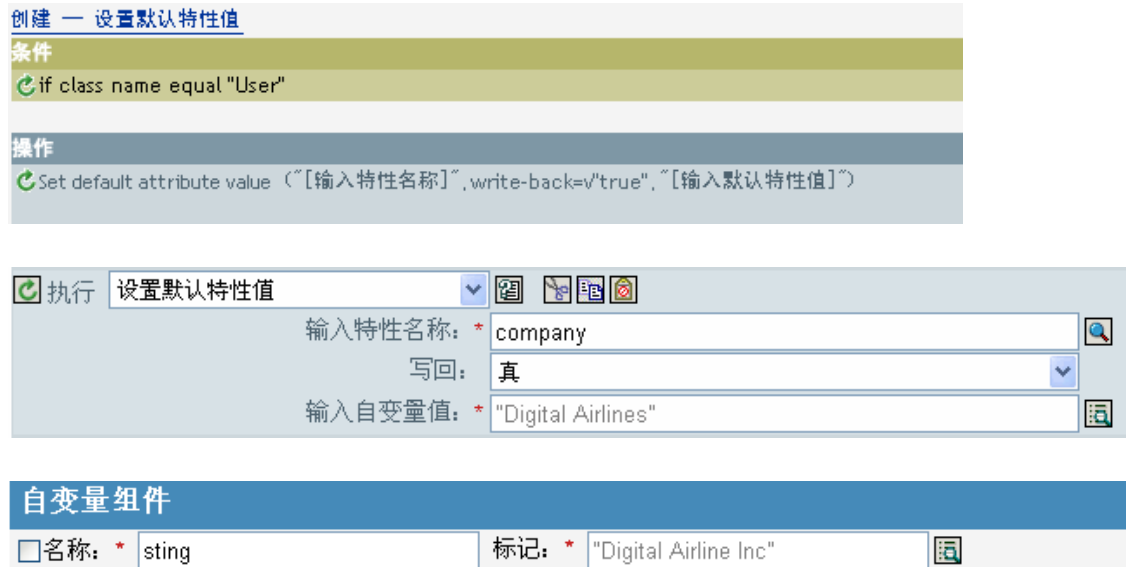 创建 — 设置默认特性值
条件
if class name equal "User"
操作
Set default attribute value（"[输入特性名称]",write-back=√"true","[输入默认特性值]"）
执行 设置默认特性值
输入特性名称：* company
写回： 真
输入自变量值：* "Digital Airlines"
自变量组件
名称：* sting 标记：* "Digital Airline Inc"